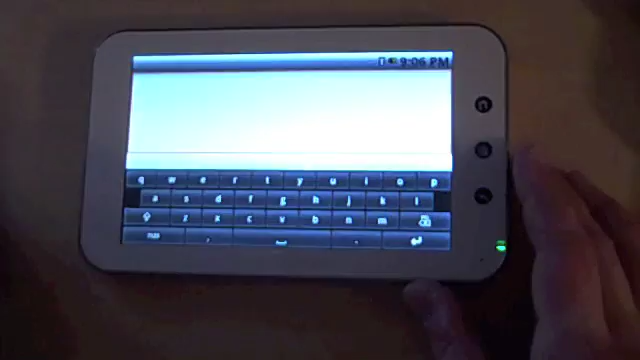 9:06 PM
q w e r t y u i o p
a s d f g h j k l
z x c v b n m
, .